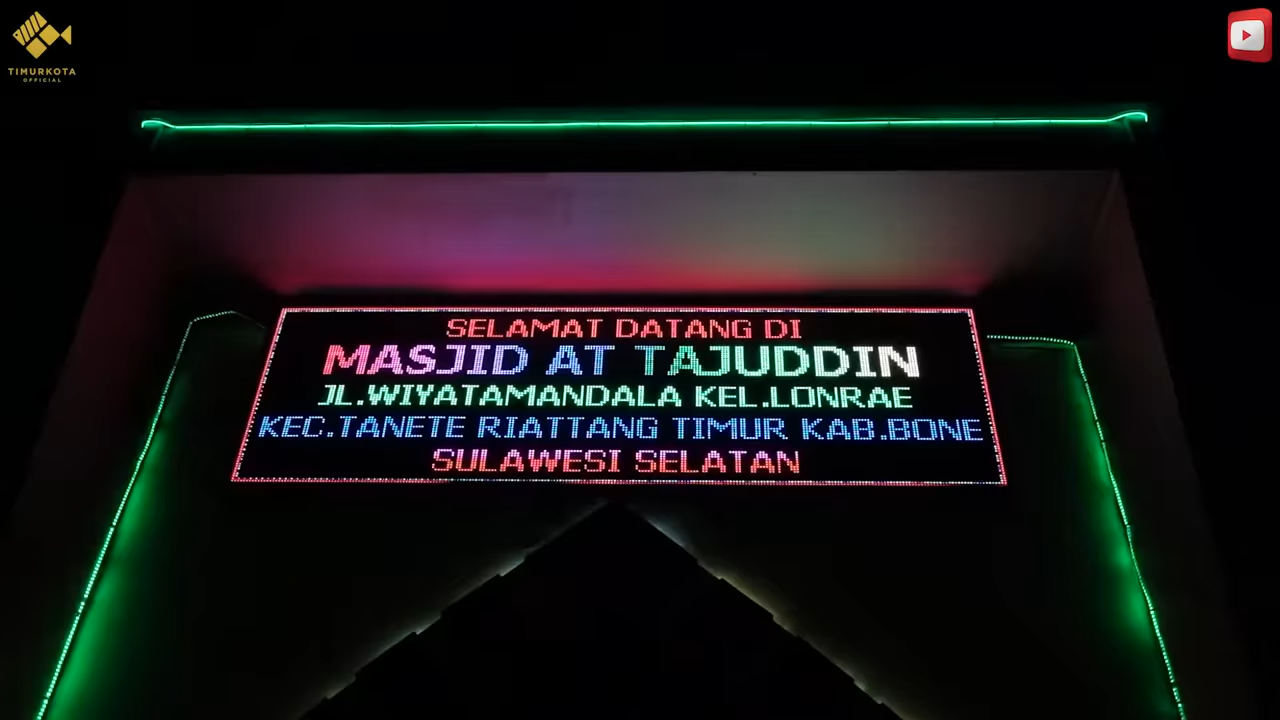 TIMURKOTA
OFFICIAL
SELAMAT DATANG DI
MASJID AT TAJUDDIN
JL.WIYATAMANDALA KEL.LONRAE
KEC.TANETE RIATTANG TIMUR KAB.BONE
SULAWESI SELATAN